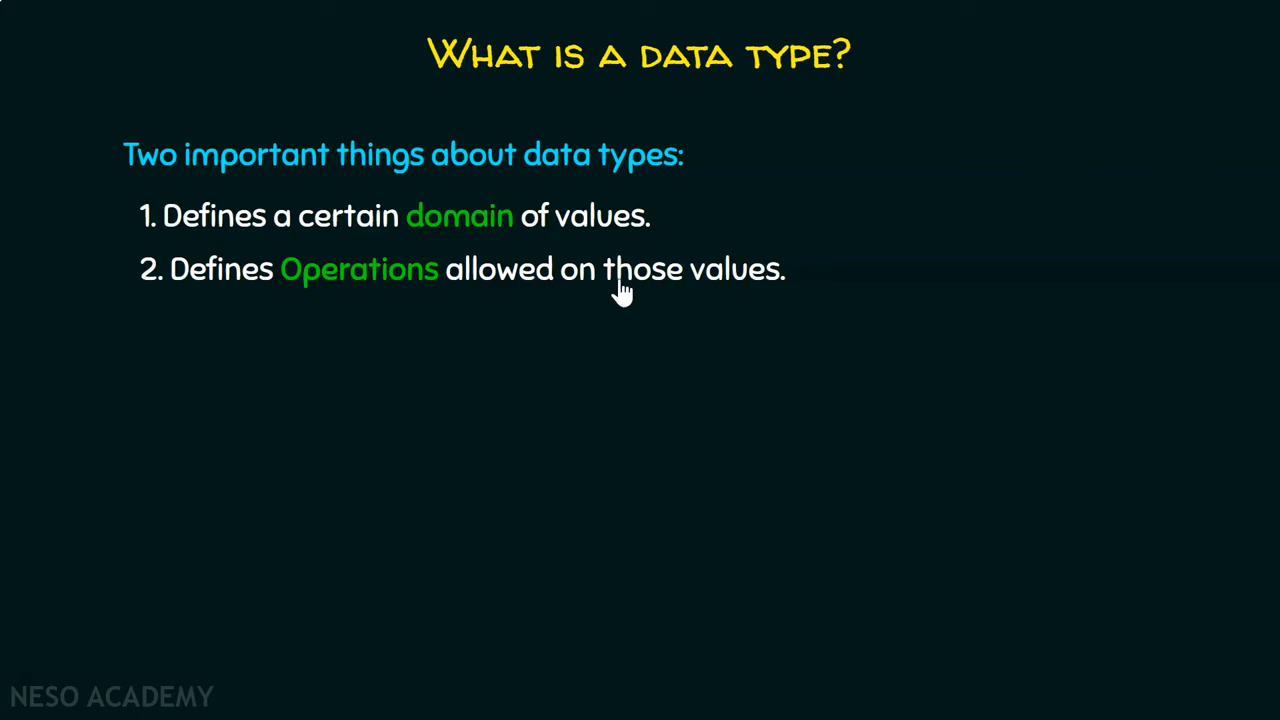 What is a data type?
Two important things about data types:
1. Defines a certain domain of values.
2. Defines Operations allowed on those values.
NESO ACADEMY